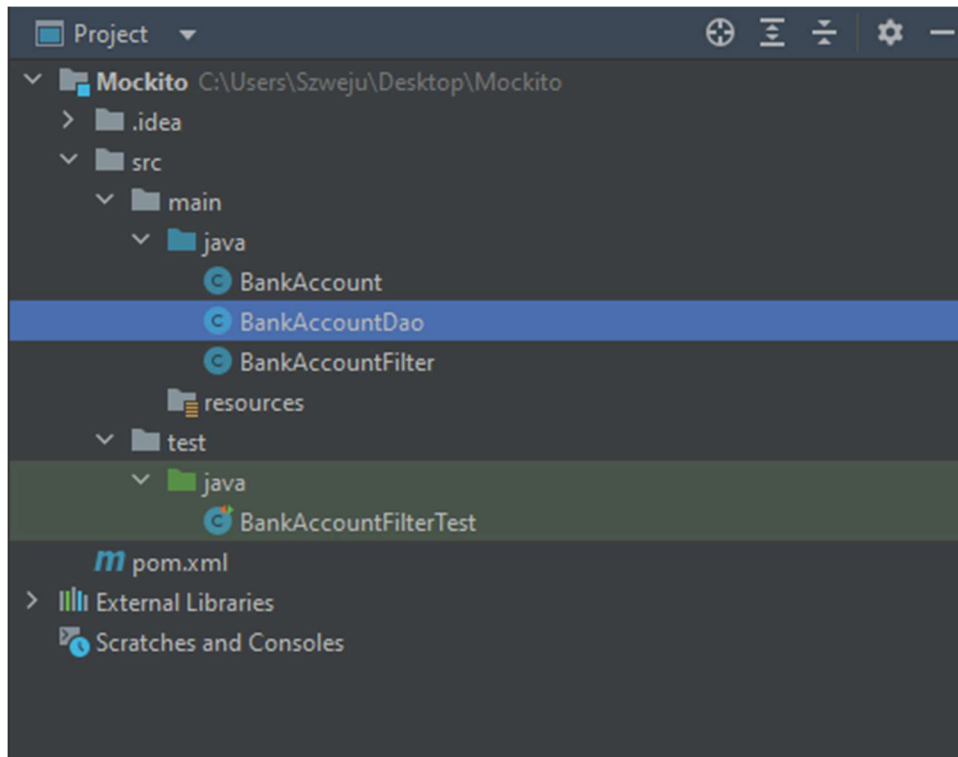 Project
Mockito C:\Users\Szweju\Desktop\Mockito
.idea
src
main
java
C BankAccount
C BankAccountDao
C BankAccountFilter
resources
test
java
C BankAccountFilterTest
m pom.xml
External Libraries
Scratches and Consoles